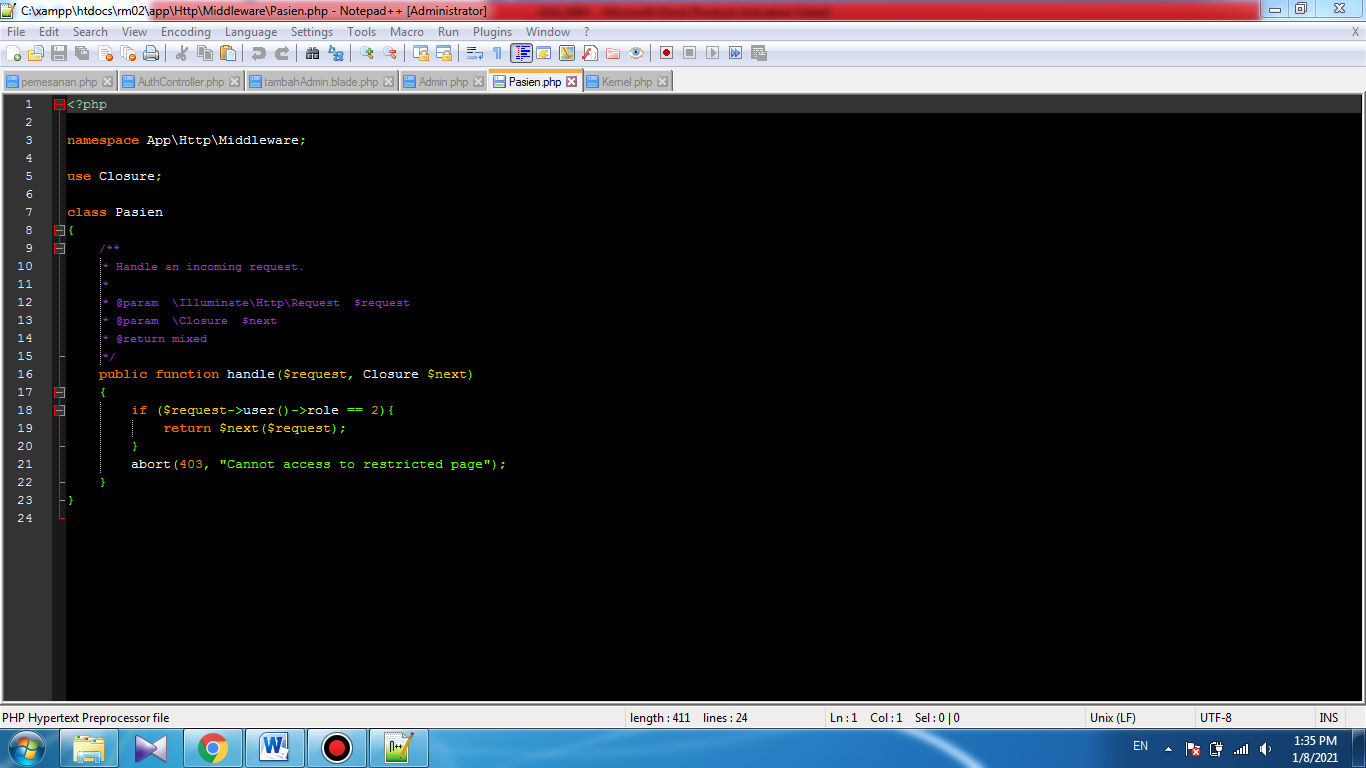 C:\xampp\htdocs\rm02\app\Http\Middleware\Pasien.php - Notepad++ [Administrator]
File Edit Search View Encoding Language Settings Tools Macro Run Plugins Window ? X
pemesanan.php AuthController.php tambahAdmin.blade.php Admin.php Pasien.php Kernel.php
1 <?php
2
3 namespace App\Http\Middleware;
4
5 use Closure;
6
7 class Pasien
8 {
9 /**
10 * Handle an incoming request.
11 *
12 * @param \Illuminate\Http\Request $request
13 * @param \Closure $next
14 * @return mixed
15 */
16 public function handle($request, Closure $next)
17 {
18 if ($request->user()->role == 2){
19 return $next($request);
20 }
21 abort(403, "Cannot access to restricted page");
22 }
23 }
24
PHP Hypertext Preprocessor file length : 411 lines : 24 Ln : 1 Col : 1 Sel : 0 | 0 Unix (LF) UTF-8 INS
EN 1:35 PM
1/8/2021